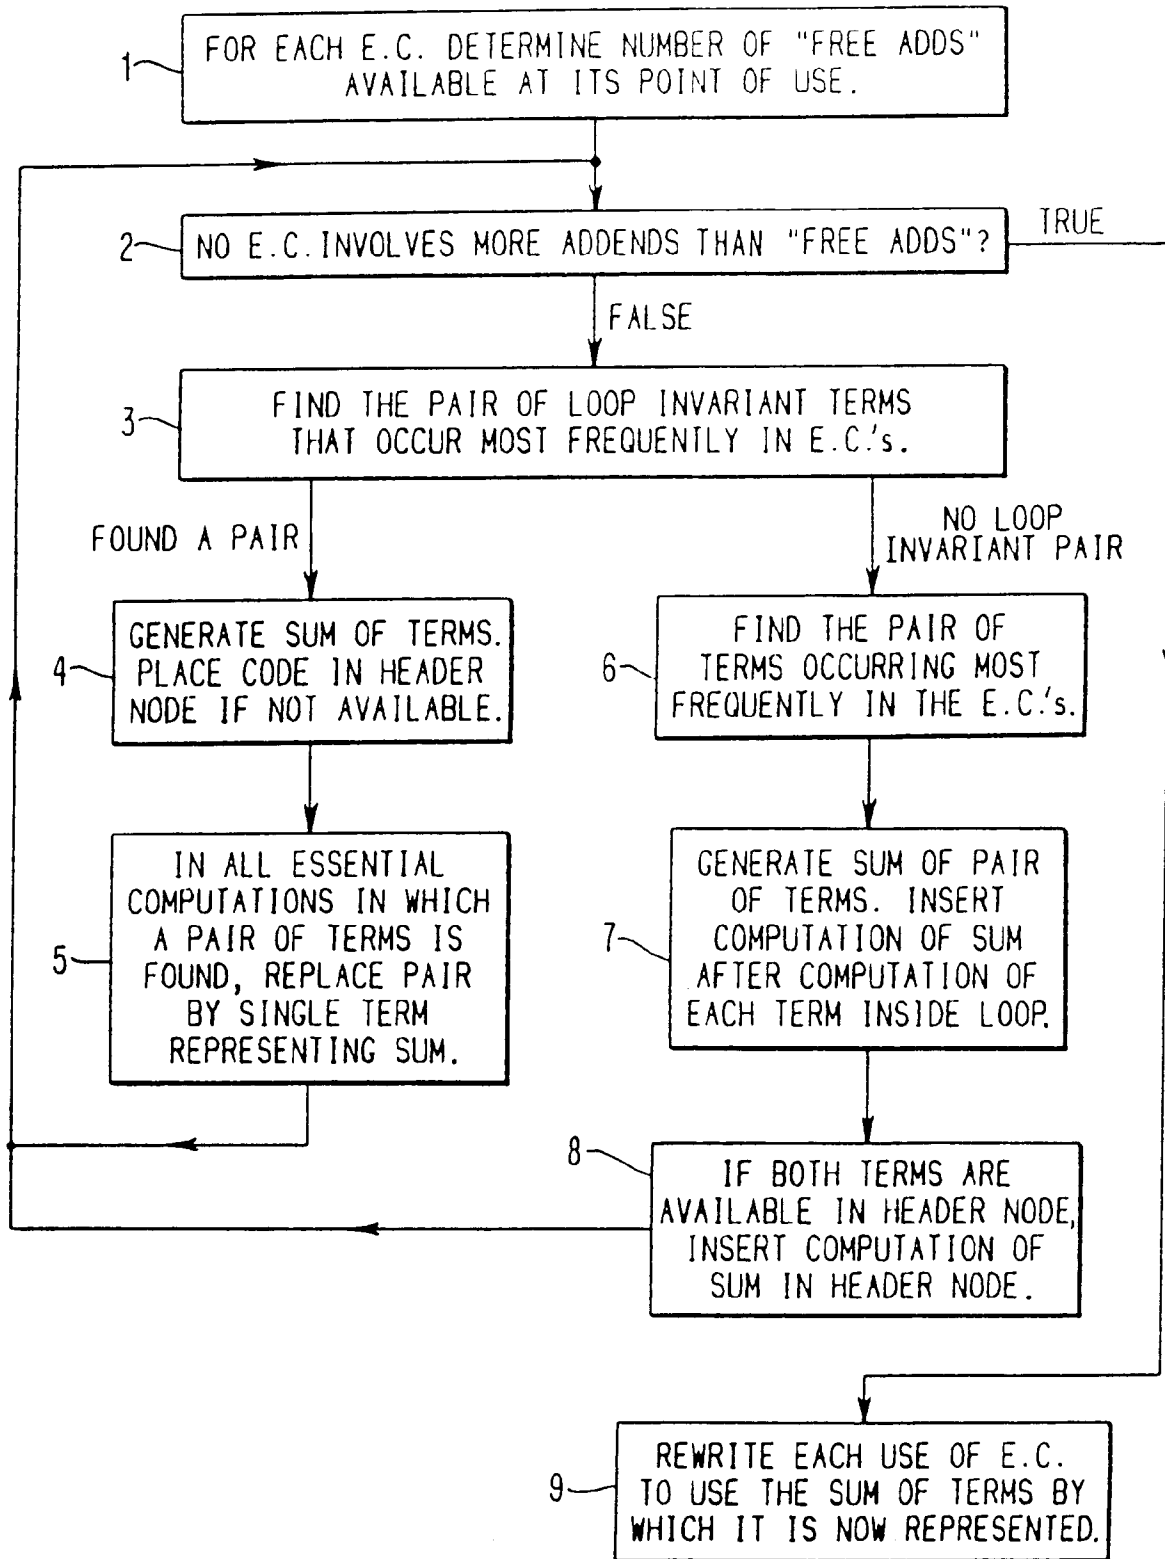 1
FOR EACH E.C. DETERMINE NUMBER OF "FREE ADDS"
AVAILABLE AT ITS POINT OF USE.
2
NO E.C. INVOLVES MORE ADDENDS THAN "FREE ADDS"?
TRUE
FALSE
3
FIND THE PAIR OF LOOP INVARIANT TERMS
THAT OCCUR MOST FREQUENTLY IN E.C.'s.
FOUND A PAIR
NO LOOP
INVARIANT PAIR
4
GENERATE SUM OF TERMS.
PLACE CODE IN HEADER
NODE IF NOT AVAILABLE.
6
FIND THE PAIR OF
TERMS OCCURRING MOST
FREQUENTLY IN THE E.C.'s.
5
IN ALL ESSENTIAL
COMPUTATIONS IN WHICH
A PAIR OF TERMS IS
FOUND, REPLACE PAIR
BY SINGLE TERM
REPRESENTING SUM.
7
GENERATE SUM OF PAIR
OF TERMS. INSERT
COMPUTATION OF SUM
AFTER COMPUTATION OF
EACH TERM INSIDE LOOP.
8
IF BOTH TERMS ARE
AVAILABLE IN HEADER NODE,
INSERT COMPUTATION OF
SUM IN HEADER NODE.
9
REWRITE EACH USE OF E.C.
TO USE THE SUM OF TERMS BY
WHICH IT IS NOW REPRESENTED.